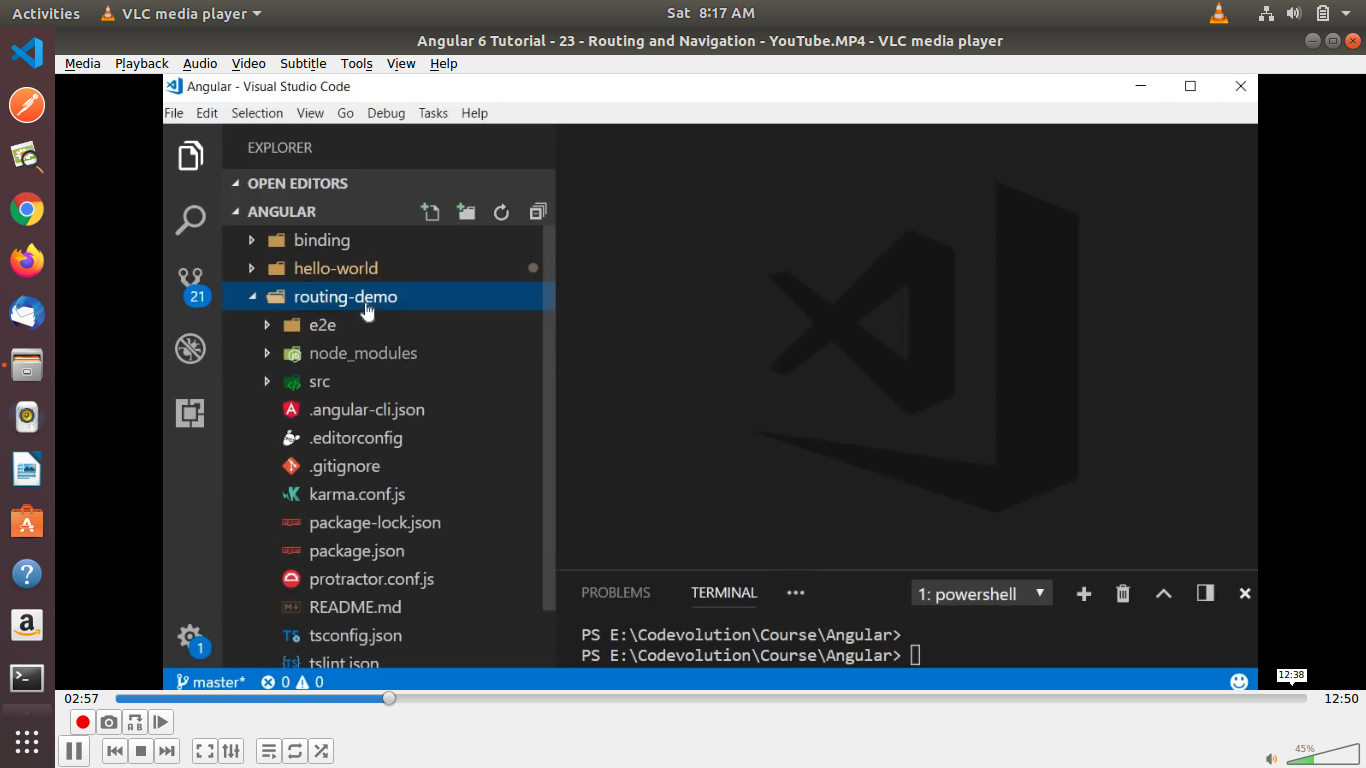 Activities
VLC media player
Sat 8:17 AM
Angular 6 Tutorial - 23 - Routing and Navigation - YouTube.MP4 - VLC media player
Media Playback Audio Video Subtitle Tools View Help
Angular - Visual Studio Code
File Edit Selection View Go Debug Tasks Help
EXPLORER
OPEN EDITORS
ANGULAR
binding
hello-world
21
routing-demo
e2e
node_modules
src
.angular-cli.json
.editorconfig
.gitignore
karma.conf.js
package-lock.json
package.json
protractor.conf.js
README.md
tsconfig.json
tslint.json
1
PROBLEMS TERMINAL ••• 1: powershell
PS E:\Codevolution\Course\Angular>
PS E:\Codevolution\Course\Angular>
master* 0 0
12:38
02:57
12:50
45%